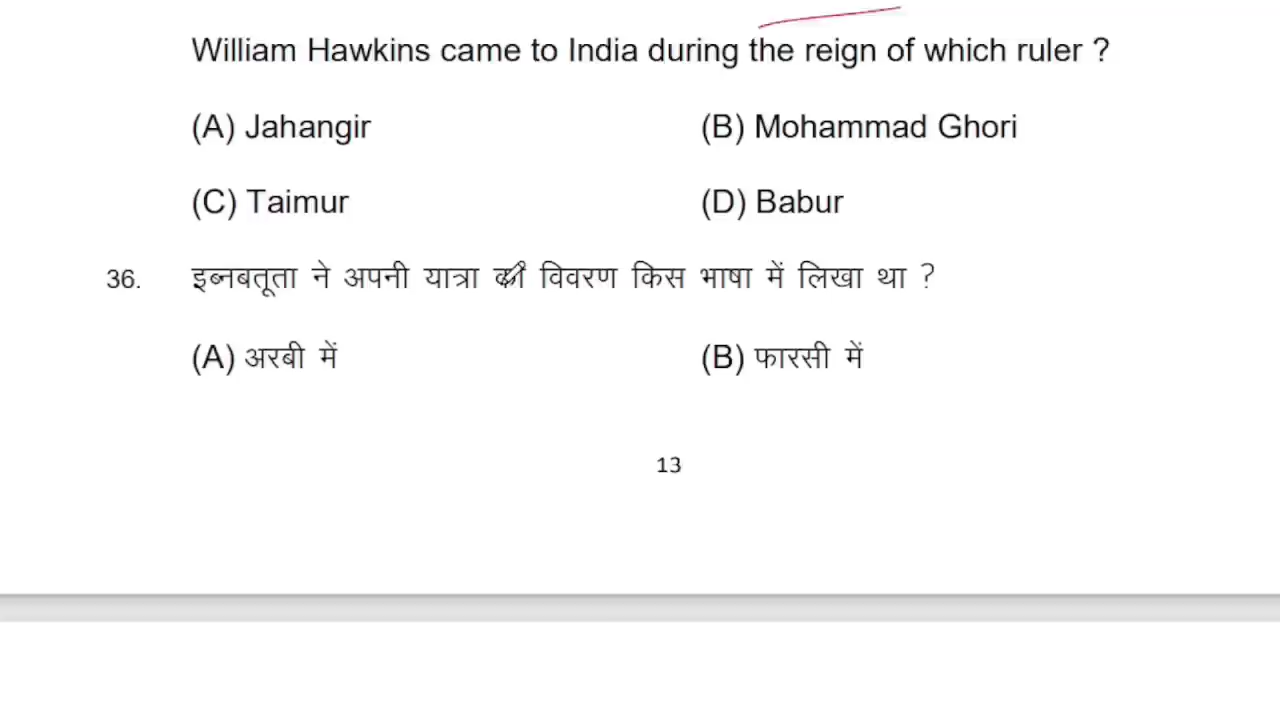 William Hawkins came to India during the reign of which ruler ?
(A) Jahangir (B) Mohammad Ghori
(C) Taimur (D) Babur
36. इब्नबतूता ने अपनी यात्रा की विवरण किस भाषा में लिखा था ?
(A) अरबी में (B) फारसी में
13